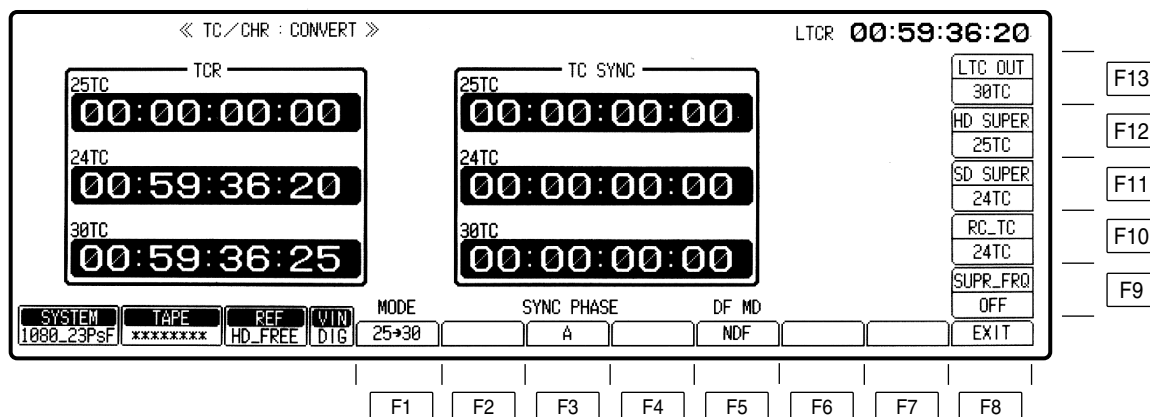 ≪ TC/CHR : CONVERT ≫
LTCR 00:59:36:20
TCR
25TC
00:00:00:00
24TC
00:59:36:20
30TC
00:59:36:25
TC SYNC
25TC
00:00:00:00
24TC
00:00:00:00
30TC
00:00:00:00
LTC OUT
30TC
F13
HD SUPER
25TC
F12
SD SUPER
24TC
F11
RC_TC
24TC
F10
SUPR_FRQ
OFF
F9
SYSTEM
1080_23PsF
TAPE
********
REF
HD_FREE
VIN
DIG
MODE
25➔30
SYNC PHASE
A
DF MD
NDF
EXIT
F1 F2 F3 F4 F5 F6 F7 F8